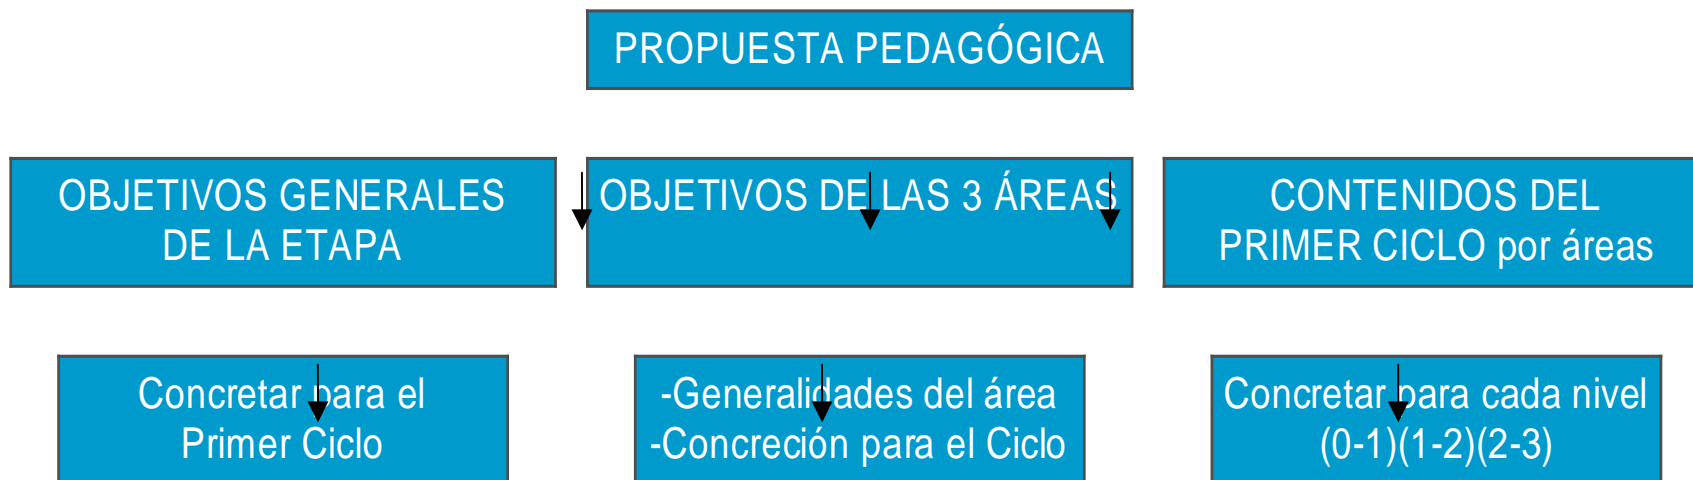 PROPUESTA PEDAGÓGICA
OBJETIVOS GENERALES
DE LA ETAPA
OBJETIVOS DE LAS 3 ÁREAS
CONTENIDOS DEL
PRIMER CICLO por áreas
Concretar para el
Primer Ciclo
-Generalidades del área
-Concreción para el Ciclo
Concretar para cada nivel
(0-1)(1-2)(2-3)